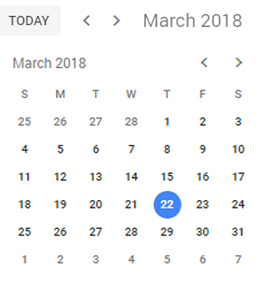 TODAY < > March 2018
March 2018 < >
S M T W T F S
25 26 27 28 1 2 3
4 5 6 7 8 9 10
11 12 13 14 15 16 17
18 19 20 21 22 23 24
25 26 27 28 29 30 31
1 2 3 4 5 6 7